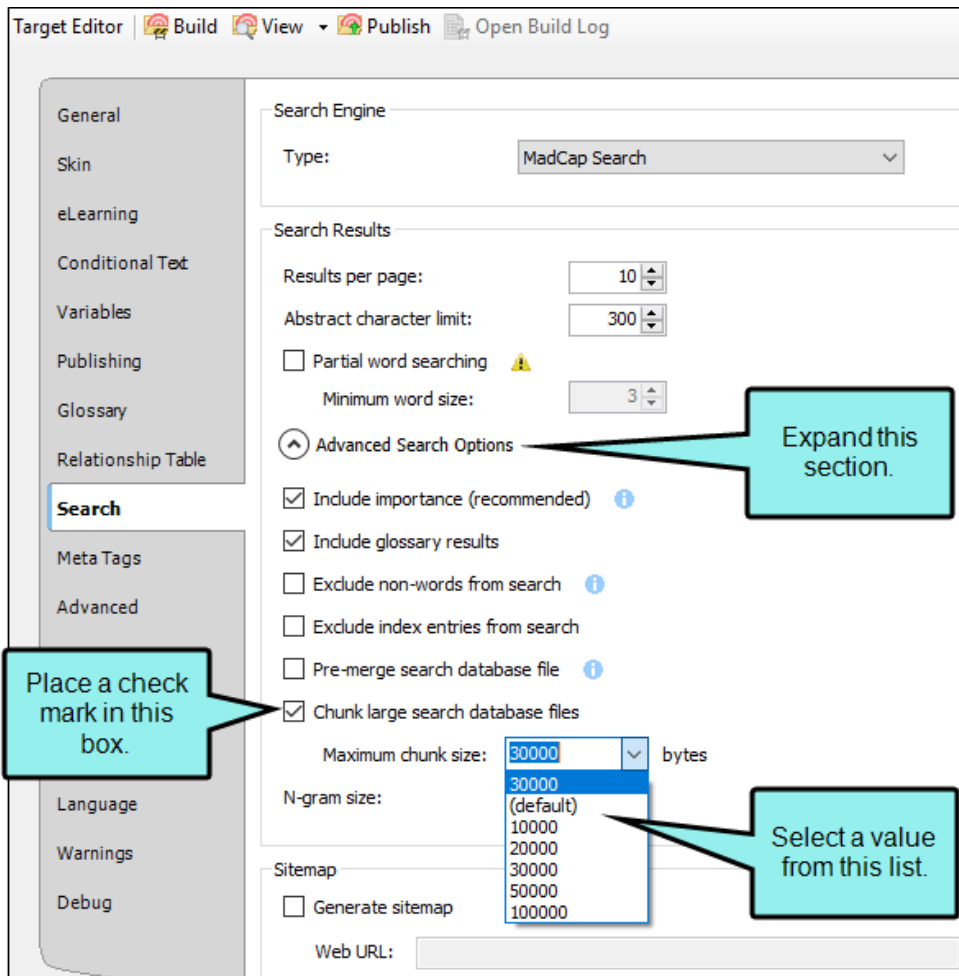 Target Editor Build View Publish Open Build Log
General
Skin
eLearning
Conditional Text
Variables
Publishing
Glossary
Relationship Table
Search
Meta Tags
Advanced
Language
Warnings
Debug
Search Engine
Type: MadCap Search
Search Results
Results per page: 10
Abstract character limit: 300
Partial word searching
Minimum word size: 3
Advanced Search Options
Expand this
section.
Include importance (recommended)
Include glossary results
Exclude non-words from search
Exclude index entries from search
Pre-merge search database file
Place a check
mark in this
box.
Chunk large search database files
Maximum chunk size: 30000 bytes
30000
(default)
10000
20000
30000
50000
100000
N-gram size:
Select a value
from this list.
Sitemap
Generate sitemap
Web URL: